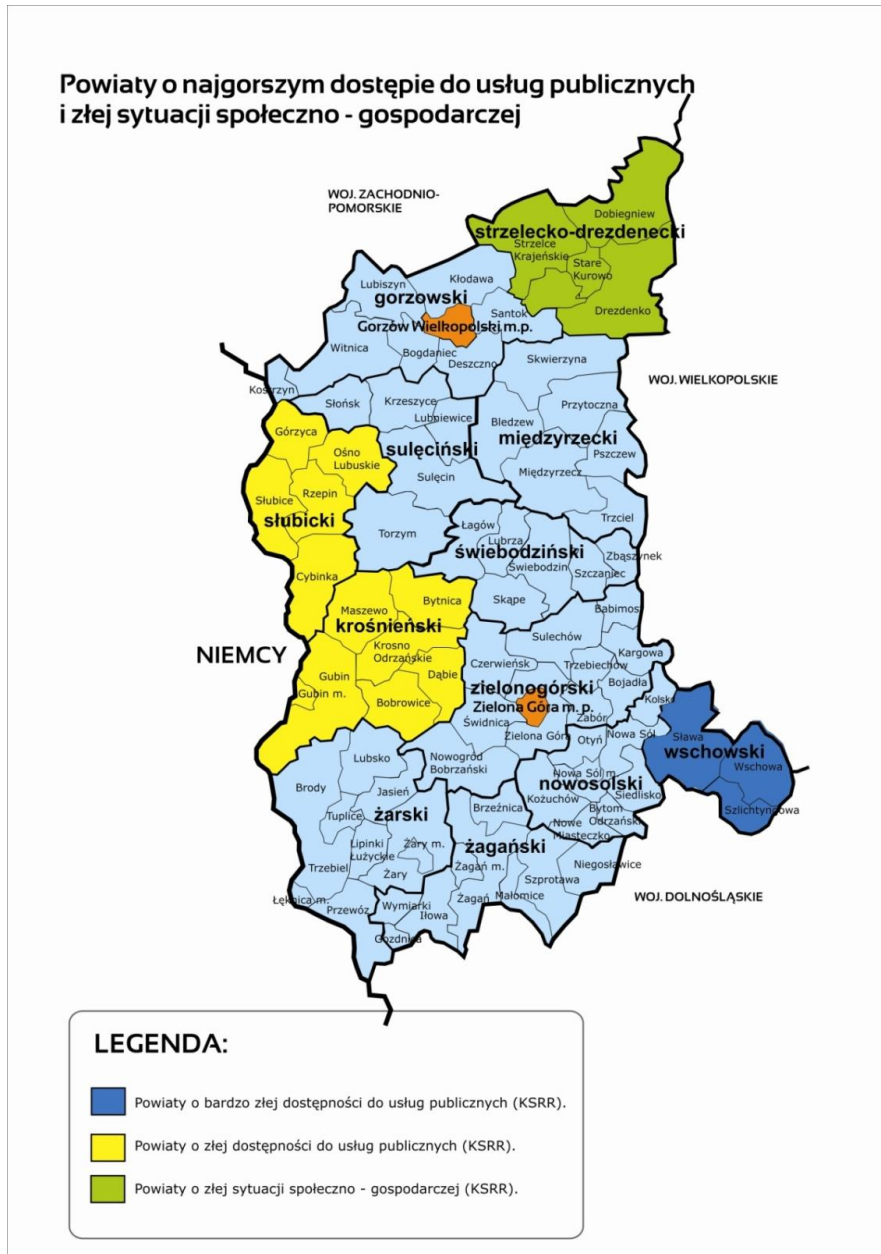 Powiaty o najgorszym dostępie do usług publicznych
i złej sytuacji społeczno - gospodarczej
WOJ. ZACHODNIO-
POMORSKIE
Dobiegniew
strzelecko-drezdenecki
Strzelce
Krajeńskie
Stare
Kurowo
Drezdenko
Kłodawa
Lubiszyn
gorzowski
Santok
Gorzów Wielkopolski m.p.
Witnica
Bogdaniec
Deszczno
Skwierzyna
WOJ. WIELKOPOLSKIE
Kostrzyn
Słońsk
Krzeszyce
Lubniewice
Przytoczna
Bledzew
międzyrzecki
Górzyca
sulęciński
Pszczew
Ośno
Lubuskie
Sulęcin
Międzyrzecz
Rzepin
Słubice
słubicki
Torzym
Trzciel
Łagów
Lubrza
świebodziński
Zbąszynek
Świebodzin
Szczaniec
Cybinka
Skąpe
Bytnica
Maszewo
krośnieński
Babimost
Sulechów
NIEMCY
Krosno
Odrzańskie
Kargowa
Czerwieńsk
Trzebiechów
Gubin
Dąbie
Bojadła
zielonogórski
Gubin m.
Kolsko
Bobrowice
Zielona Góra m. p.
Zabór
Świdnica
Zielona Góra
Otyń
Nowa Sól
Sława
wschowski
Wschowa
Lubsko
Nowogród
Bobrzański
Nowa Sól m.
nowosolski
Brody
Jasień
Siedlisko
Kożuchów
Brzeźnica
Bytom
Odrzański
Szlichtyngowa
Tuplice
żarski
Nowe
Miasteczko
Lipinki
Łużyckie
Żary m.
żagański
Trzebiel
Żary
Żagań m.
Niegosławice
Szprotawa
Łęknica m.
Przewóz
Wymiarki
Iłowa
Żagań
Małomice
WOJ. DOLNOŚLĄSKIE
Gozdnica
LEGENDA:
Powiaty o bardzo złej dostępności do usług publicznych (KSRR).
Powiaty o złej dostępności do usług publicznych (KSRR).
Powiaty o złej sytuacji społeczno - gospodarczej (KSRR).